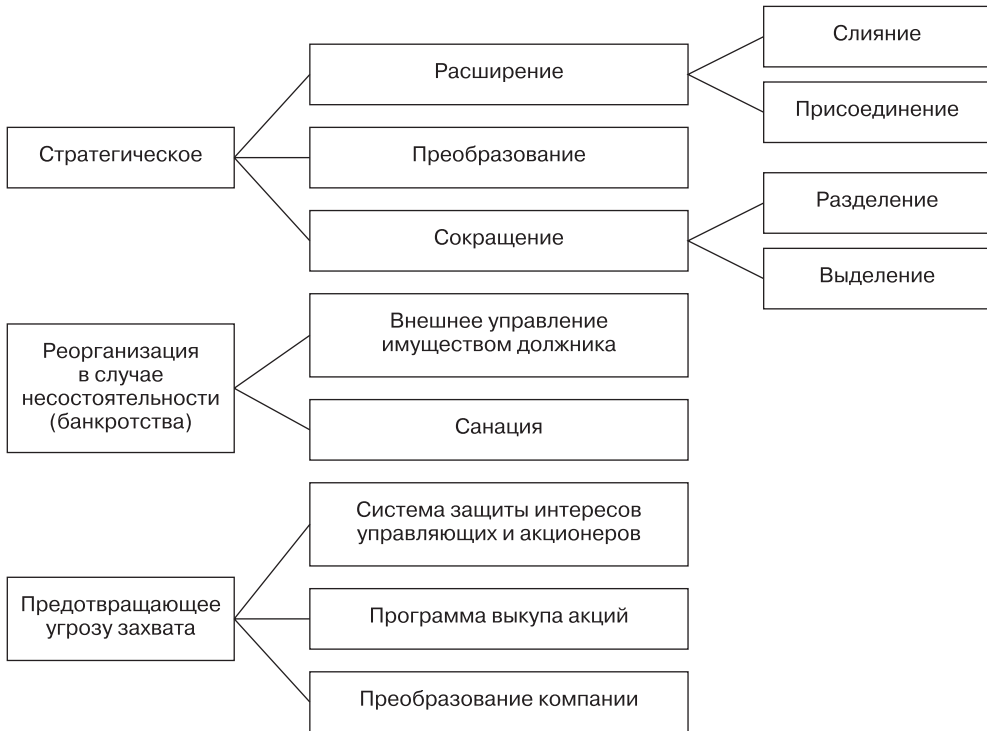 Стратегическое
Расширение
Слияние
Присоединение
Преобразование
Сокращение
Разделение
Выделение
Реорганизация
в случае
несостоятельности
(банкротства)
Внешнее управление
имуществом должника
Санация
Предотвращающее
угрозу захвата
Система защиты интересов
управляющих и акционеров
Программа выкупа акций
Преобразование компании